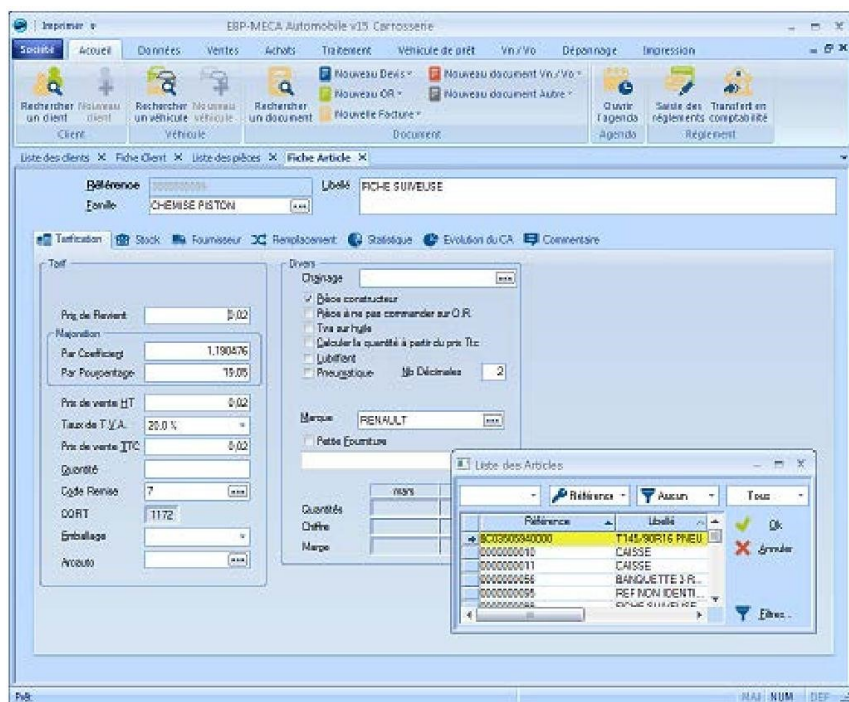 Imprimer
EBP-MECA Automobile v15 Carrosserie
Société Accueil Données Ventes Achats Traitement Véhicule de prêt Vn./Vo Dépannage Impression
Rechercher un client
Nouveau client
Client
Rechercher un véhicule
Nouveau véhicule
Véhicule
Rechercher un document
Nouveau Devis
Nouveau OR
Nouvelle Facture
Nouveau document Vn./Vo
Nouveau document Autre
Document
Ouvrir l'agenda
Agenda
Saisie des règlements
Transfert en comptabilité
Règlement
Liste des clients X Fiche Client X Liste des pièces X Fiche Article X
Référence
Libellé FICHE SUIVEUSE
Famille CHEMISE PISTON
Tarification Stock Fournisseur Remplacement Statistique Evolution du CA Commentaire
Tarif
Prix de Revient 0,02
Majoration
Par Coefficient 1,190476
Par Pourcentage 19,05
Prix de vente HT 0,02
Taux de T.V.A. 20.0 %
Prix de vente TTC 0,02
Quantité
Code Remise 7
CORT 1172
Emballage
Arcauto
Divers
Chaînage
Pièce constructeur
Pièce à ne pas commander sur O.R.
Tva sur huile
Calculer la quantité à partir du prix Ttc
Lubrifiant
Pneumatique Nb Décimales 2
Marque RENAULT
Petite Fourniture
mars
Quantités
Chiffre
Marge
Liste des Articles
Référence Aucun Tous
Référence Libellé
8C03505940000 T145/90R16 PNEU
0000000010 CAISSE
0000000011 CAISSE
0000000056 BANQUETTE 3 R...
0000000095 REF NON IDENTI...
FICHE SUIVEUSE
Ok
Annuler
Filtres...
Prêt
MAJ NUM DEF